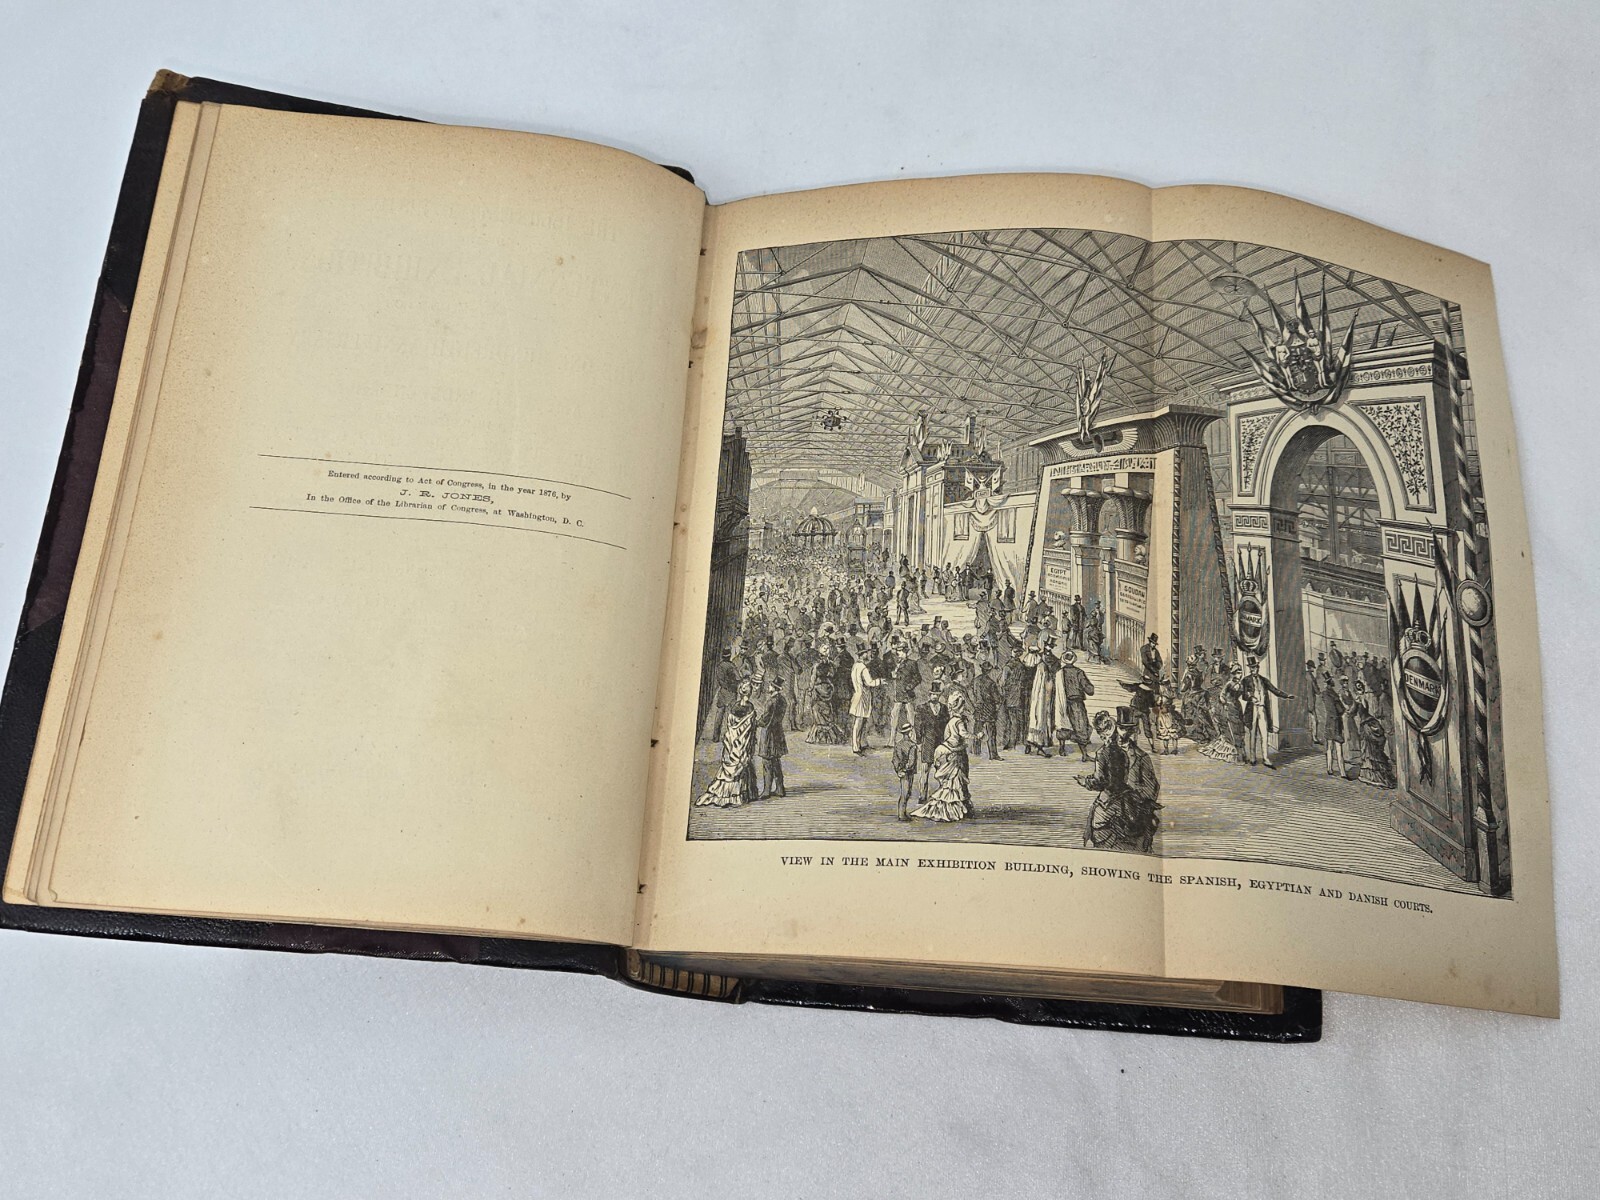 Entered according to Act of Congress, in the year 1876, by
J. R. JONES,
In the Office of the Librarian of Congress, at Washington, D. C.
EGYPT
SOUDAN
DENMARK
VIEW IN THE MAIN EXHIBITION BUILDING, SHOWING THE SPANISH, EGYPTIAN AND DANISH COURTS.